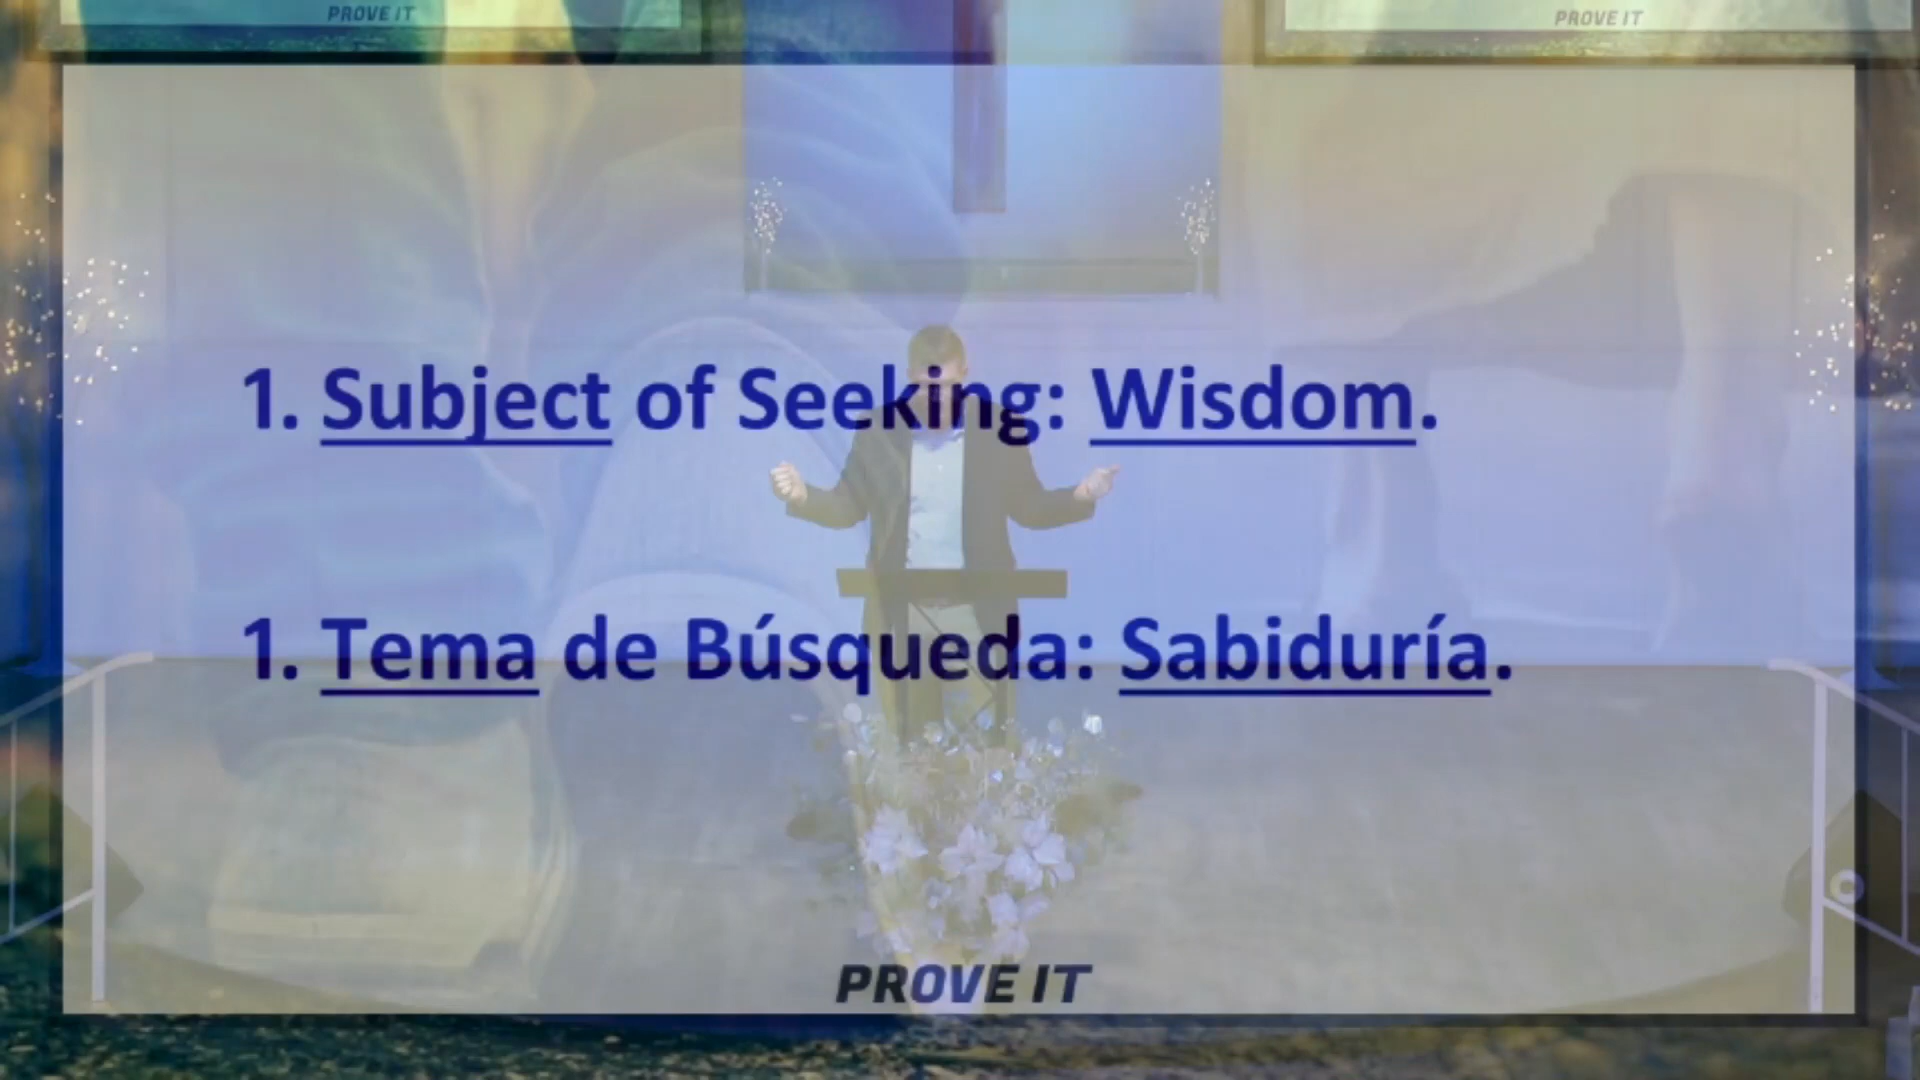 PROVE IT
PROVE IT
1. Subject of Seeking: Wisdom.
1. Tema de Búsqueda: Sabiduría.
PROVE IT